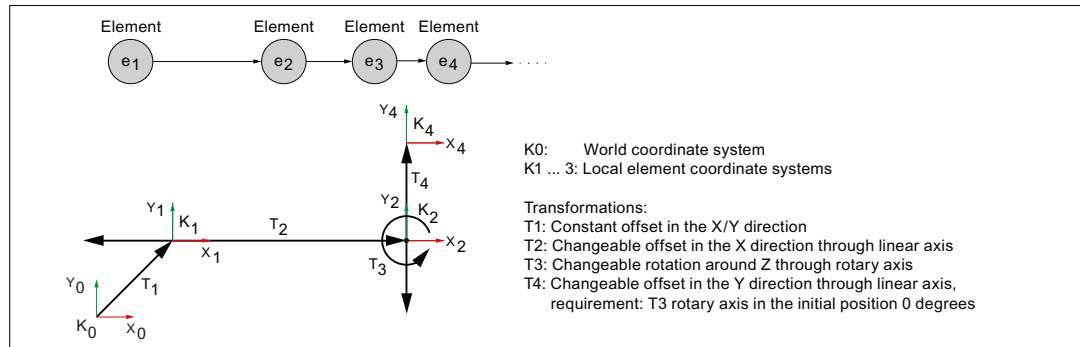 Element Element Element Element
e1 e2 e3 e4 ....
Y4
K4
X4
T4
Y1
K1
X1
T2
Y2
K2
X2
T3
T1
Y0
K0
X0
K0: World coordinate system
K1 ... 3: Local element coordinate systems
Transformations:
T1: Constant offset in the X/Y direction
T2: Changeable offset in the X direction through linear axis
T3: Changeable rotation around Z through rotary axis
T4: Changeable offset in the Y direction through linear axis,
requirement: T3 rotary axis in the initial position 0 degrees